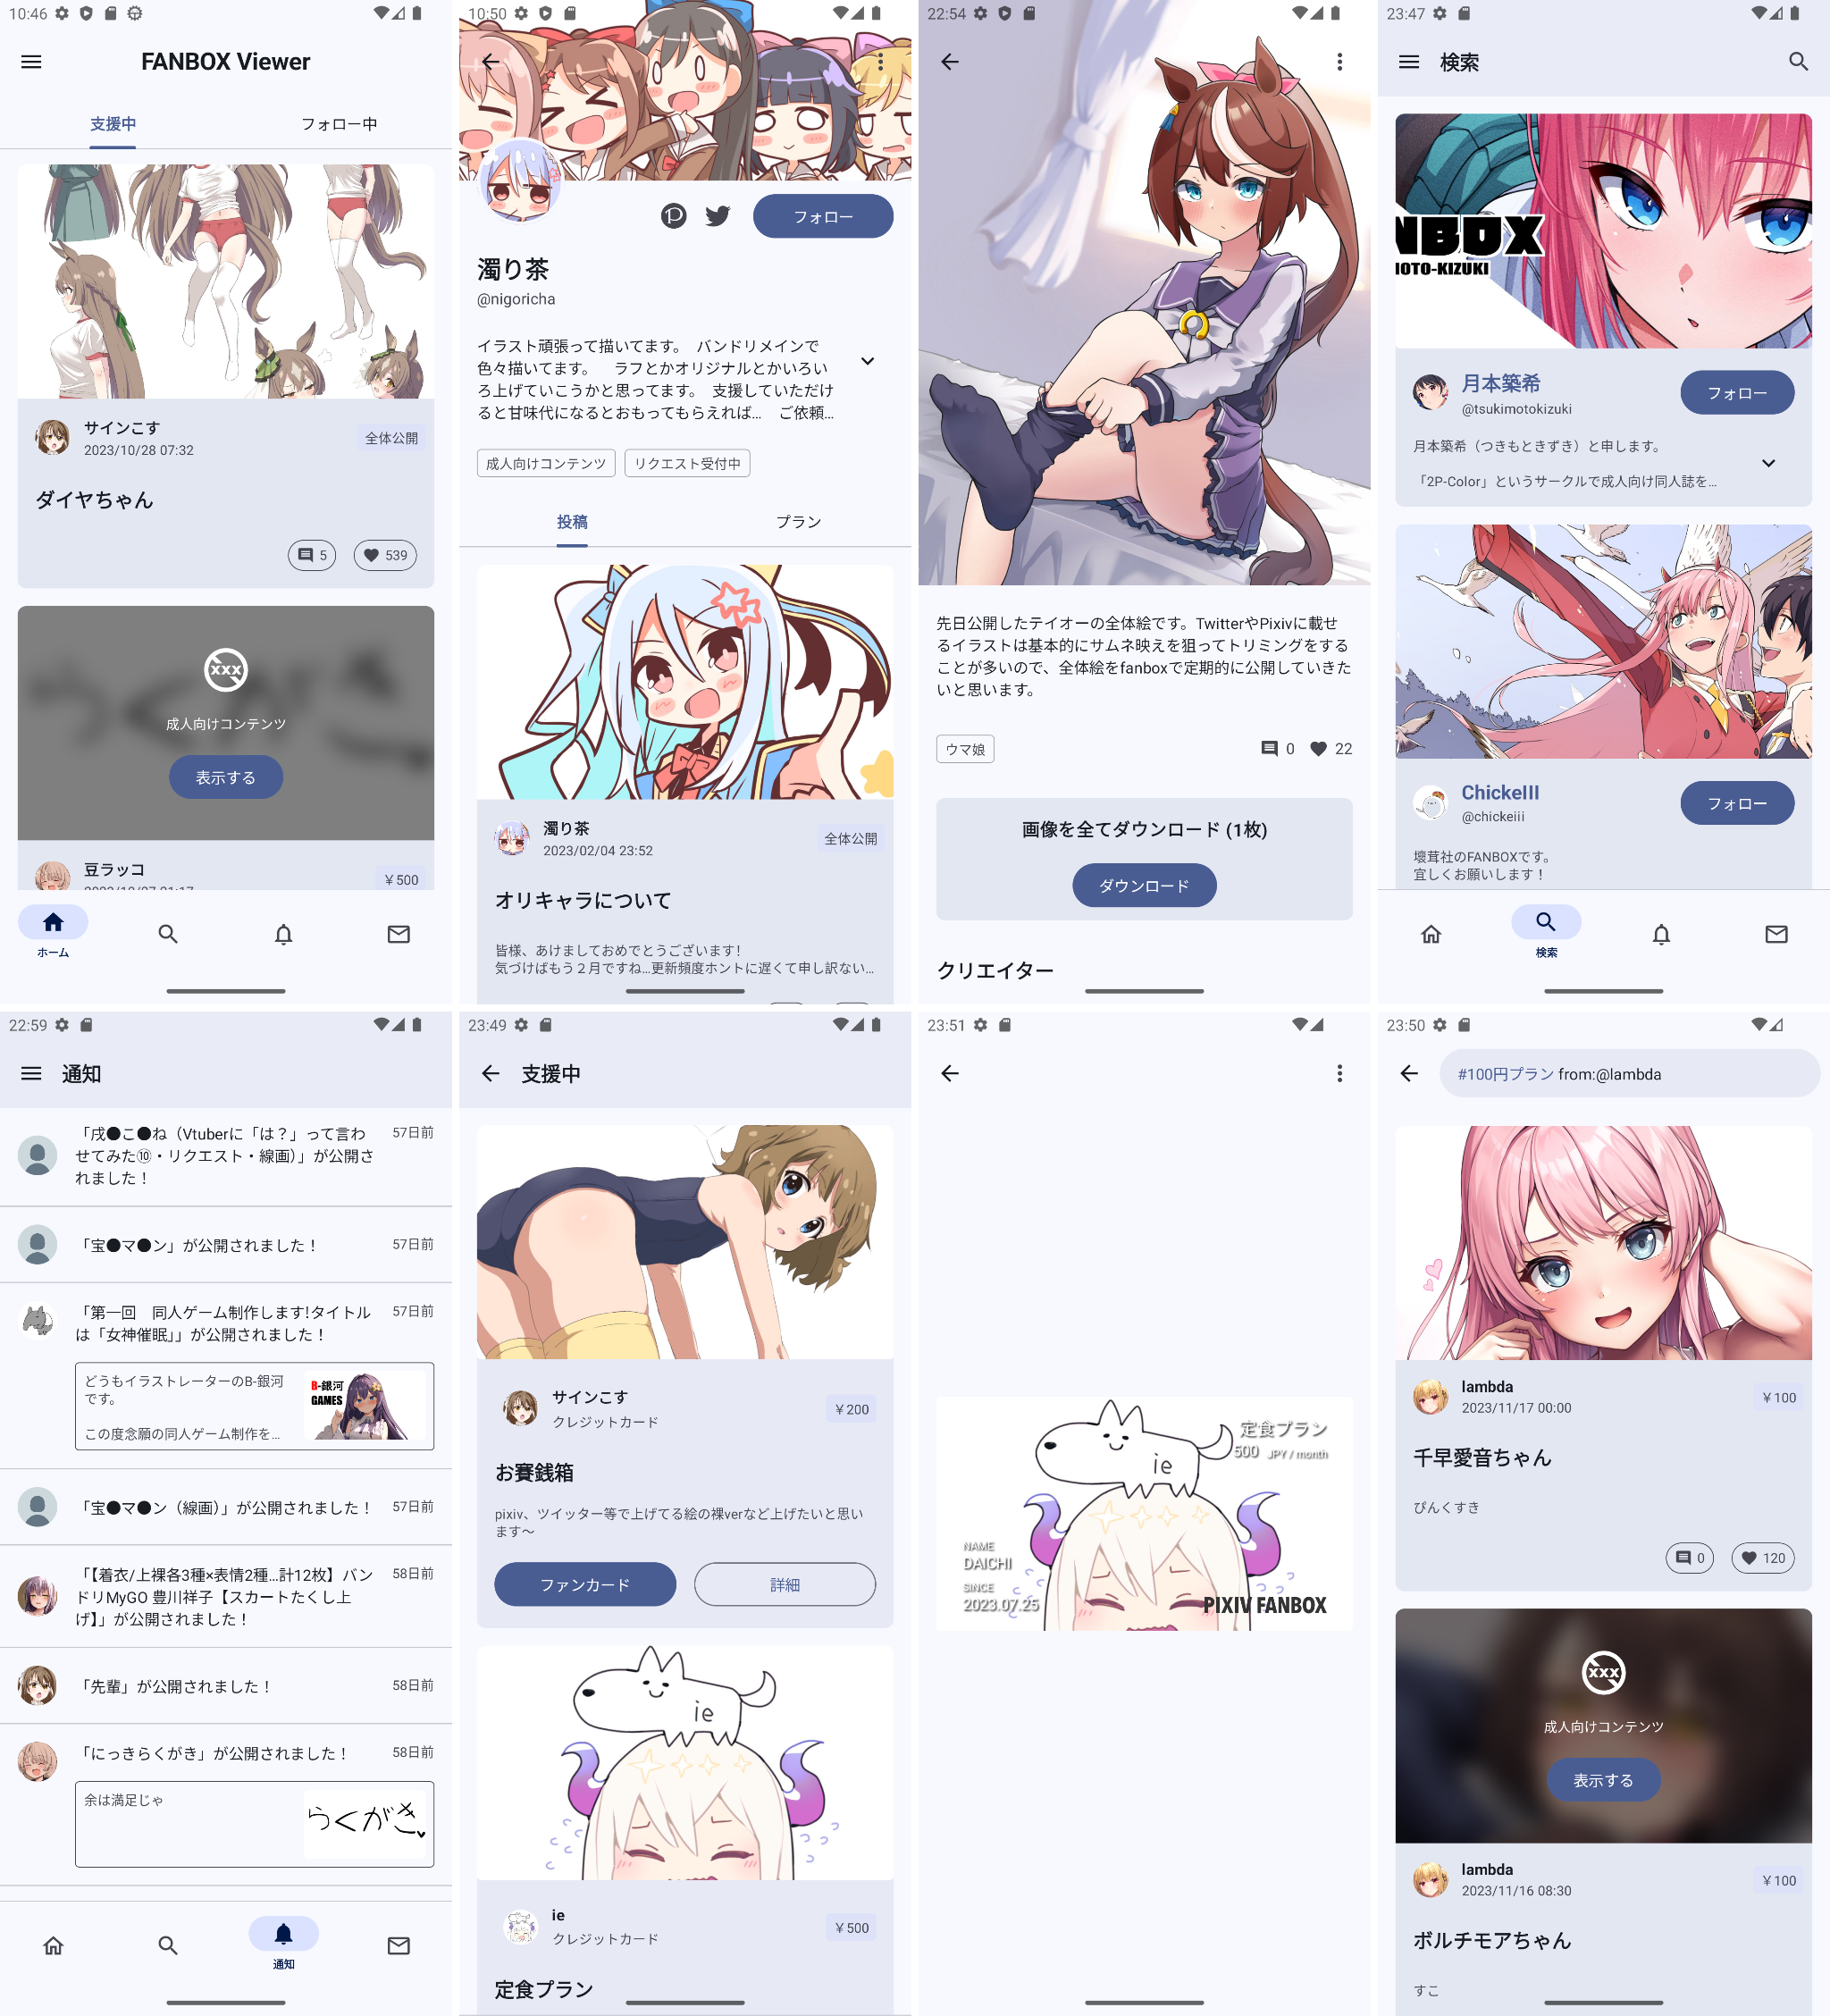 10:46
FANBOX Viewer
支援中
フォロー中
サインこす
2023/10/28 07:32
全体公開
ダイヤちゃん
5
539
XXX
成人向けコンテンツ
表示する
豆ラッコ
￥500
ホーム
10:50
フォロー
濁り茶
@nigoricha
イラスト頑張って描いてます。 バンドリメインで
色々描いてます。 ラフとかオリジナルとかいろい
ろ上げていこうかと思ってます。 支援していただけ
ると甘味代になるとおもってもらえれば… ご依頼…
成人向けコンテンツ
リクエスト受付中
投稿
プラン
濁り茶
2023/02/04 23:52
全体公開
オリキャラについて
皆様、あけましておめでとうございます！
気づけばもう２月ですね…更新頻度ホントに遅くて申し訳ない…
22:54
先日公開したテイオーの全体絵です。TwitterやPixivに載せ
るイラストは基本的にサムネ映えを狙ってトリミングをする
ことが多いので、全体絵をfanboxで定期的に公開していきた
いと思います。
ウマ娘
0
22
画像を全てダウンロード (1枚)
ダウンロード
クリエイター
23:47
検索
NBOX
MOTO-KIZUKI
月本築希
@tsukimotokizuki
フォロー
月本築希（つきもときずき）と申します。
「2P-Color」というサークルで成人向け同人誌を…
ChickeIII
@chickeiii
フォロー
壊茸社のFANBOXです。
宜しくお願いします！
検索
22:59
通知
「戌●こ●ね（Vtuberに「は？」って言わ
せてみた⑩・リクエスト・線画）」が公開さ
れました！
57日前
「宝●マ●ン」が公開されました！
57日前
「第一回 同人ゲーム制作します!タイトル
は「女神催眠」」が公開されました！
57日前
どうもイラストレーターのB-銀河
です。
この度念願の同人ゲーム制作を…
B-銀河
GAMES
「宝●マ●ン（線画）」が公開されました！
57日前
「【着衣/上裸各3種×表情2種…計12枚】バン
ドリMyGO 豊川祥子【スカートたくし上
げ】」が公開されました！
58日前
「先輩」が公開されました！
58日前
「にっきらくがき」が公開されました！
58日前
余は満足じゃ
らくがき
通知
23:49
支援中
サインこす
クレジットカード
￥200
お賽銭箱
pixiv、ツイッター等で上げてる絵の裸verなど上げたいと思い
ます～
ファンカード
詳細
ie
ie
クレジットカード
￥500
定食プラン
23:51
定食プラン
500 JPY / month
ie
NAME
DAICHI
SINCE
2023.07.25
PIXIV FANBOX
23:50
#100円プラン from:@lambda
lambda
2023/11/17 00:00
￥100
千早愛音ちゃん
ぴんくすき
0
120
XXX
成人向けコンテンツ
表示する
lambda
2023/11/16 08:30
￥100
ボルチモアちゃん
すこ